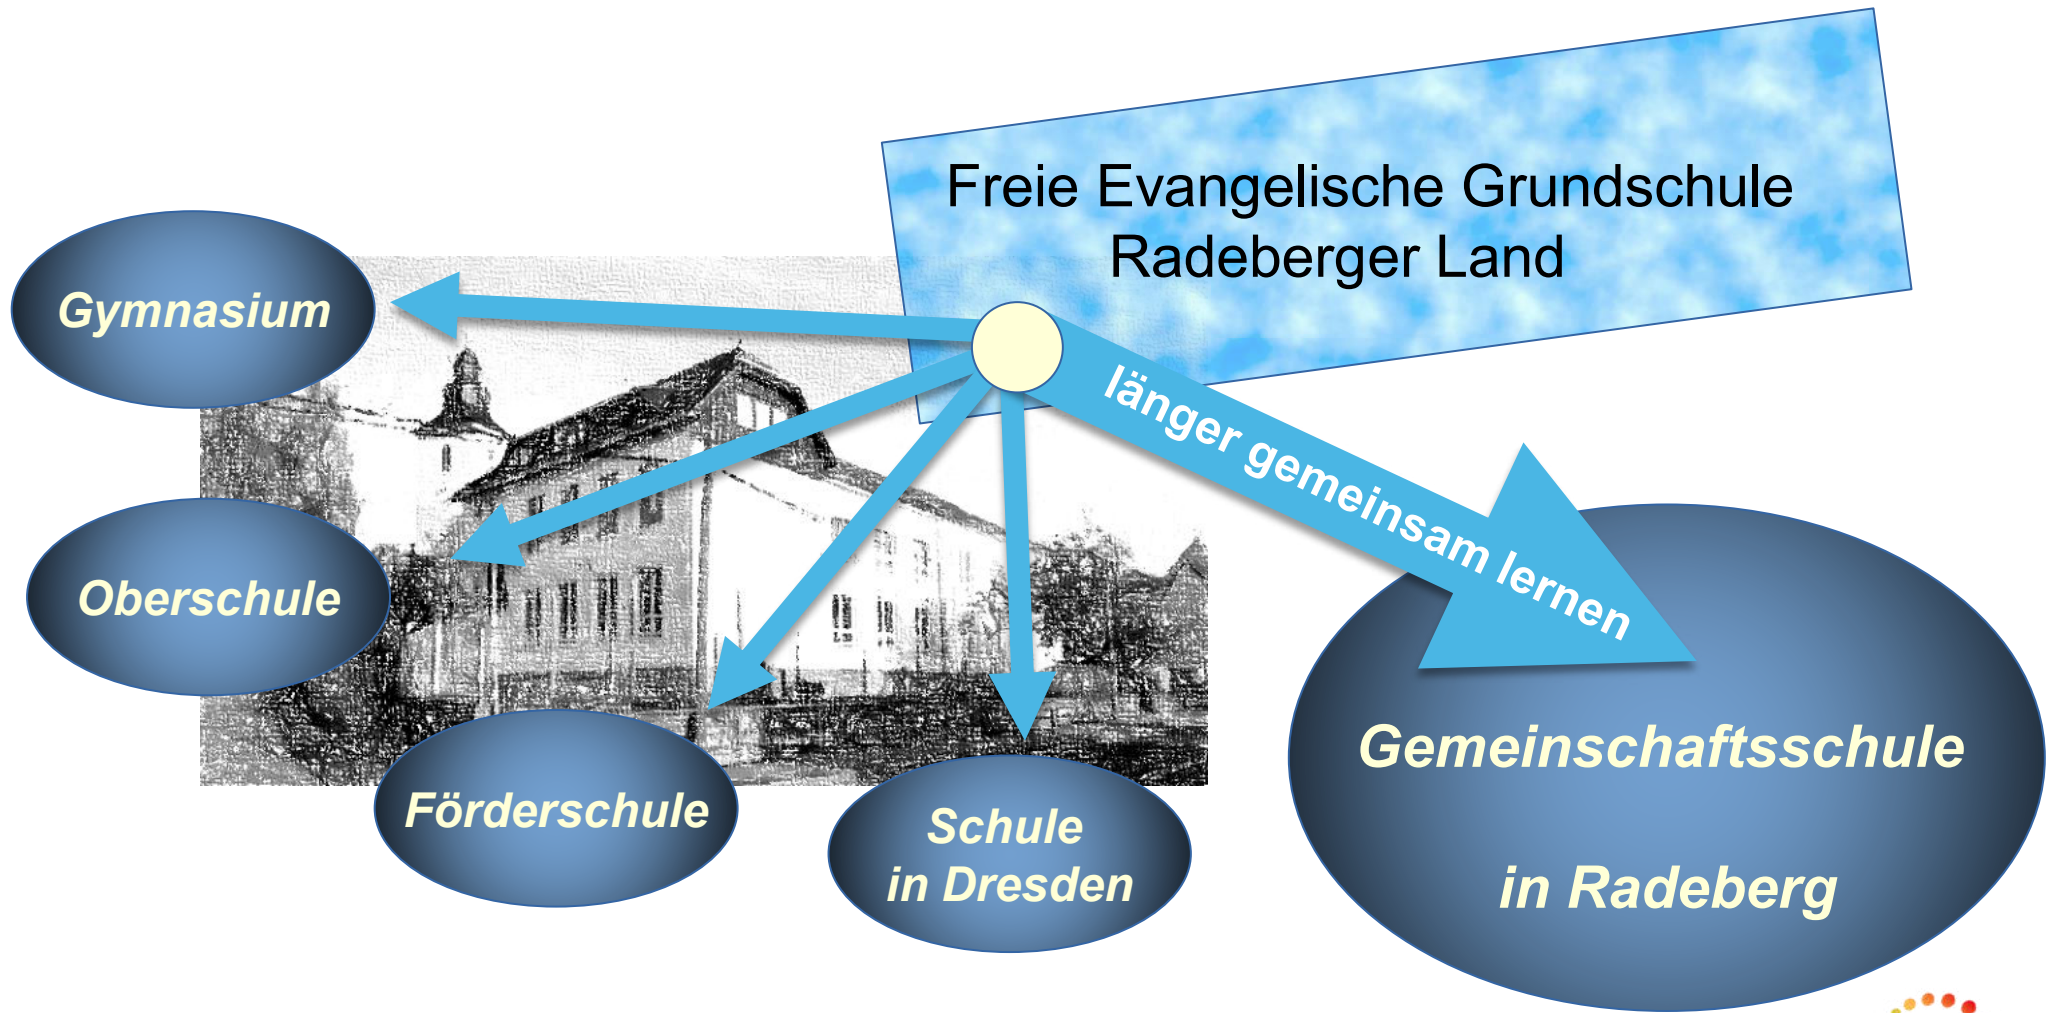 Freie Evangelische Grundschule
Radeberger Land
Gymnasium
länger gemeinsam lernen
Oberschule
Förderschule
Schule
in Dresden
Gemeinschaftsschule
in Radeberg